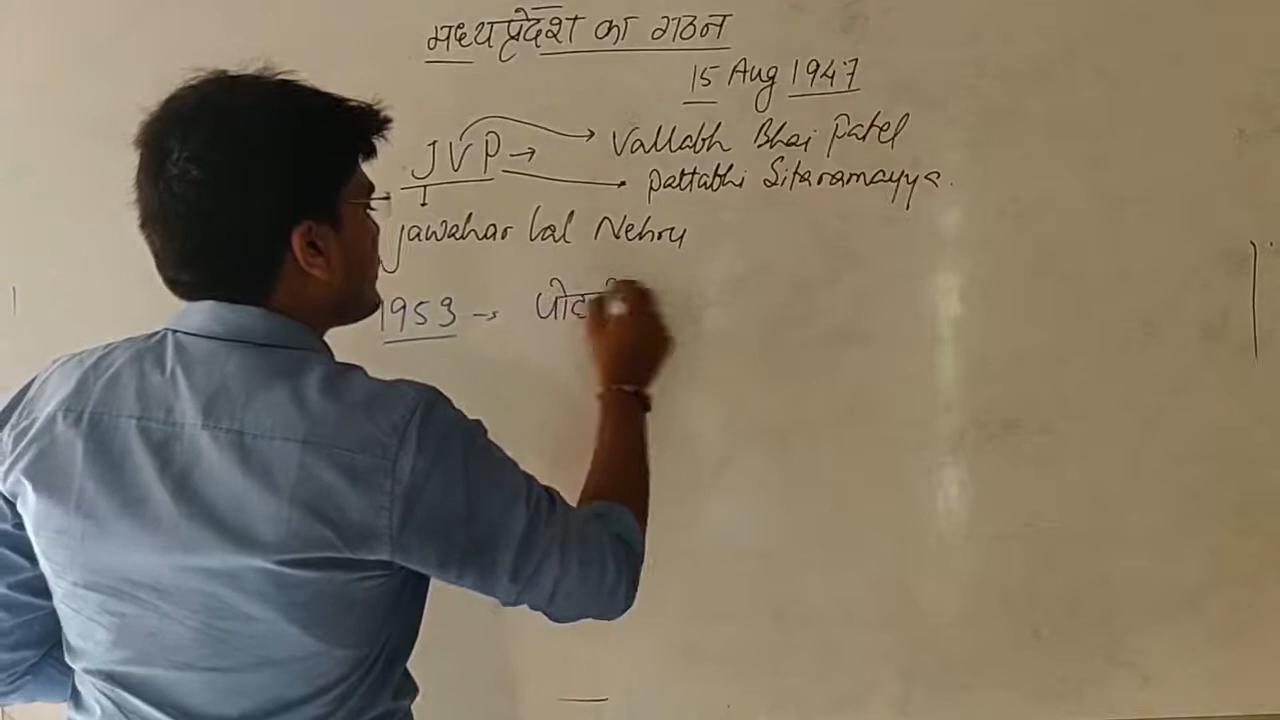 मध्यप्रदेश का गठन
15 Aug 1947
JVP → Vallabh Bhai Patel
Pattabhi Sitaramayya.
Jawahar lal Nehru
1953 →